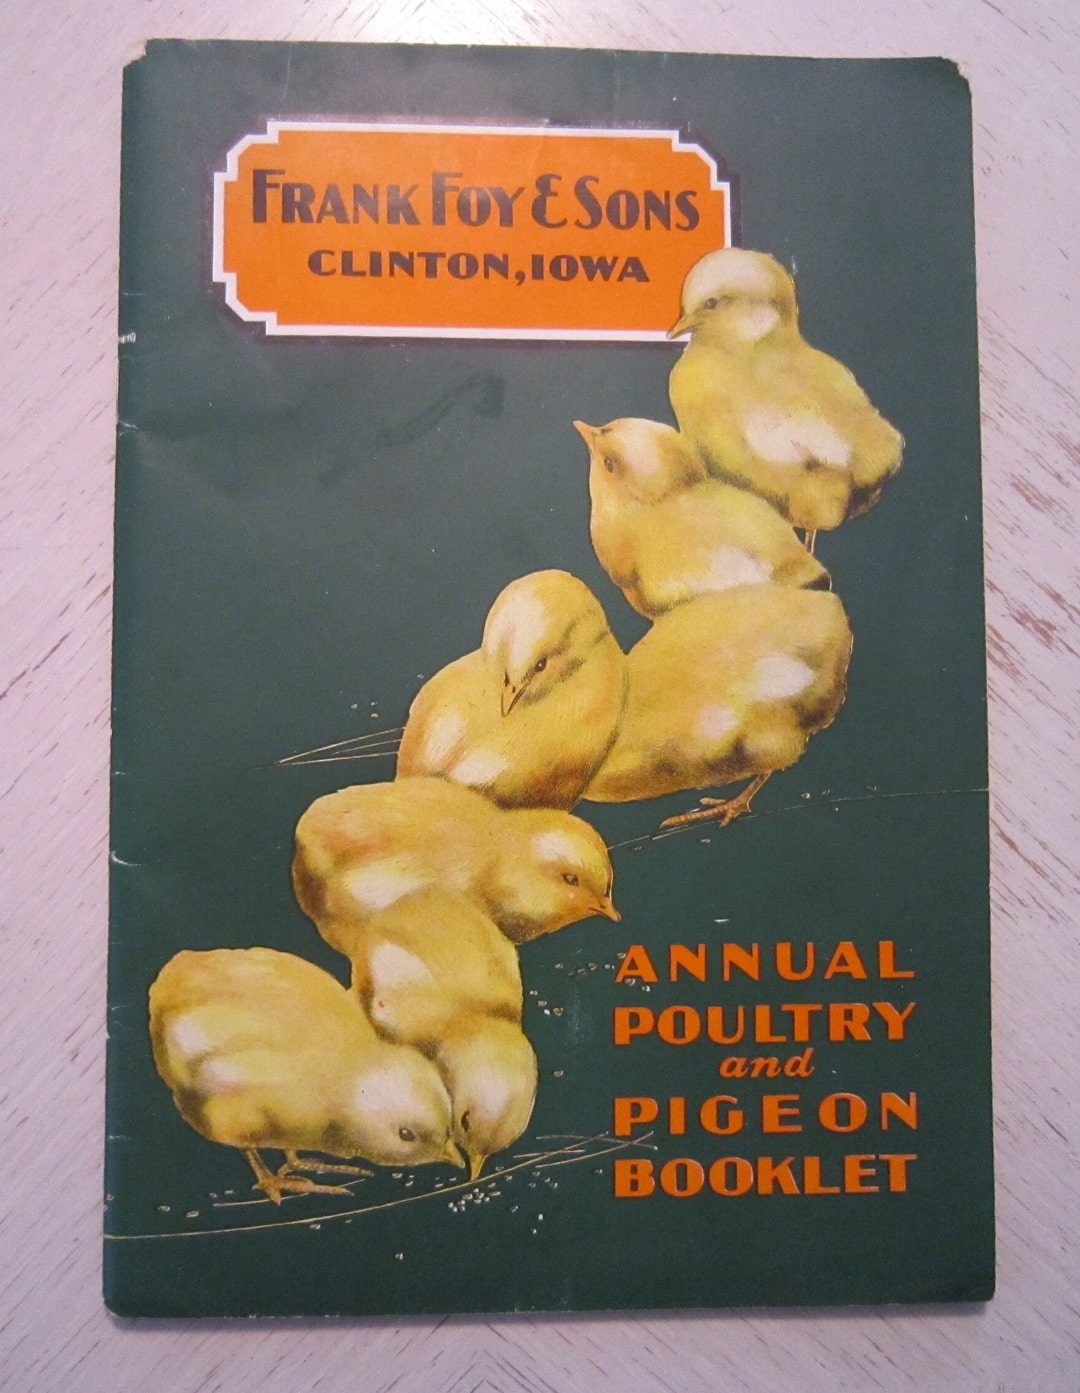 FRANK FOY & SONS
CLINTON, IOWA
ANNUAL
POULTRY
and
PIGEON
BOOKLET